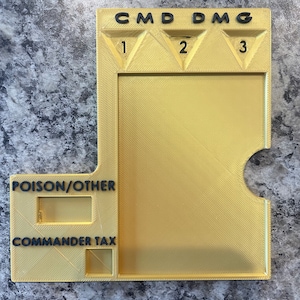 CMD DMG
1 2 3
POISON/OTHER
COMMANDER TAX